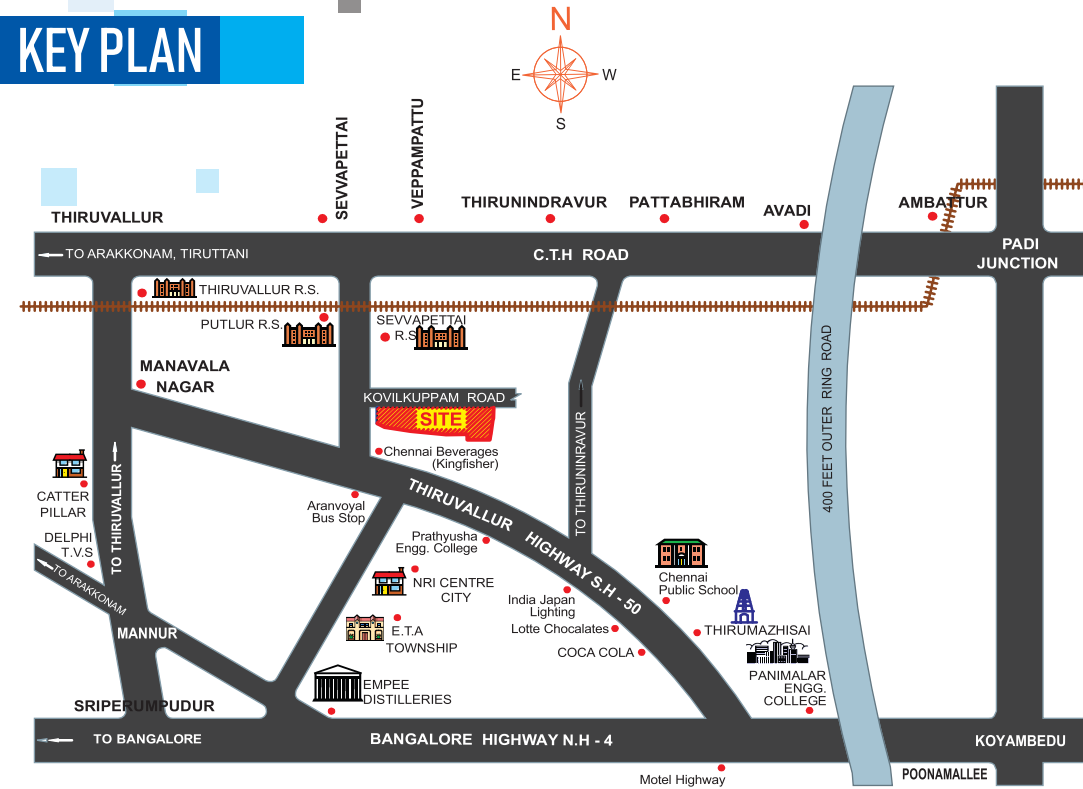 KEY PLAN
N
E
W
S
SEVVAPETTAI
VEPPAMPATTU
THIRUVALLUR
THIRUNINDRAVUR
PATTABHIRAM
AVADI
AMBATTUR
TO ARAKKONAM, TIRUTTANI
C.T.H ROAD
PADI
JUNCTION
THIRUVALLUR R.S.
PUTLUR R.S.
SEVVAPETTAI
R.S
MANAVALA
NAGAR
KOVILKUPPAM ROAD
SITE
Chennai Beverages
(Kingfisher)
400 FEET OUTER RING ROAD
TO THIRUNINRAVUR
TO THIRUVALLUR
CATTER
PILLAR
DELPHI
T.V.S
TO ARAKKONAM
Aranvoyal
Bus Stop
THIRUVALLUR HIGHWAY S.H - 50
Prathyusha
Engg. College
NRI CENTRE
CITY
India Japan
Lighting
Lotte Chocalates
COCA COLA
Chennai
Public School
THIRUMAZHISAI
PANIMALAR
ENGG.
COLLEGE
E.T.A
TOWNSHIP
MANNUR
EMPEE
DISTILLERIES
SRIPERUMPUDUR
TO BANGALORE
BANGALORE HIGHWAY N.H - 4
KOYAMBEDU
POONAMALLEE
Motel Highway